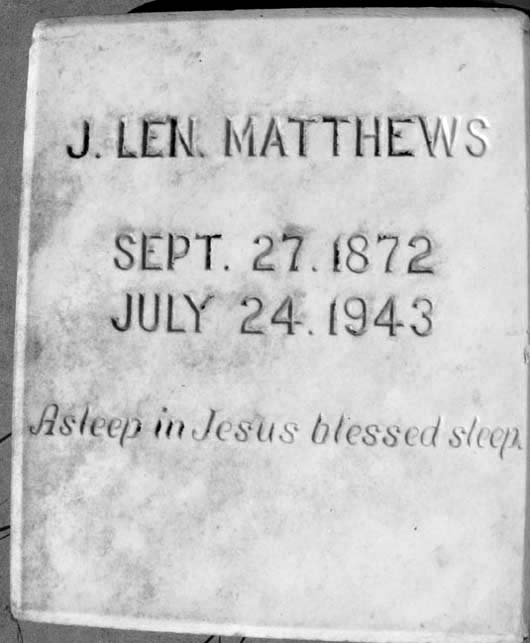 J. LEN. MATTHEWS
SEPT. 27. 1872
JULY 24. 1943
Asleep in Jesus blessed sleep.